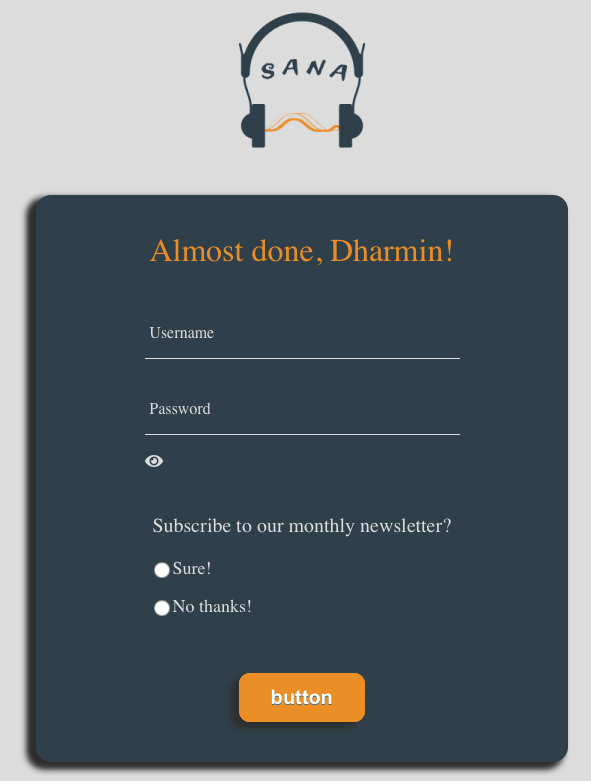 SANA
Almost done, Dharmin!
Username
Password
Subscribe to our monthly newsletter?
Sure!
No thanks!
button